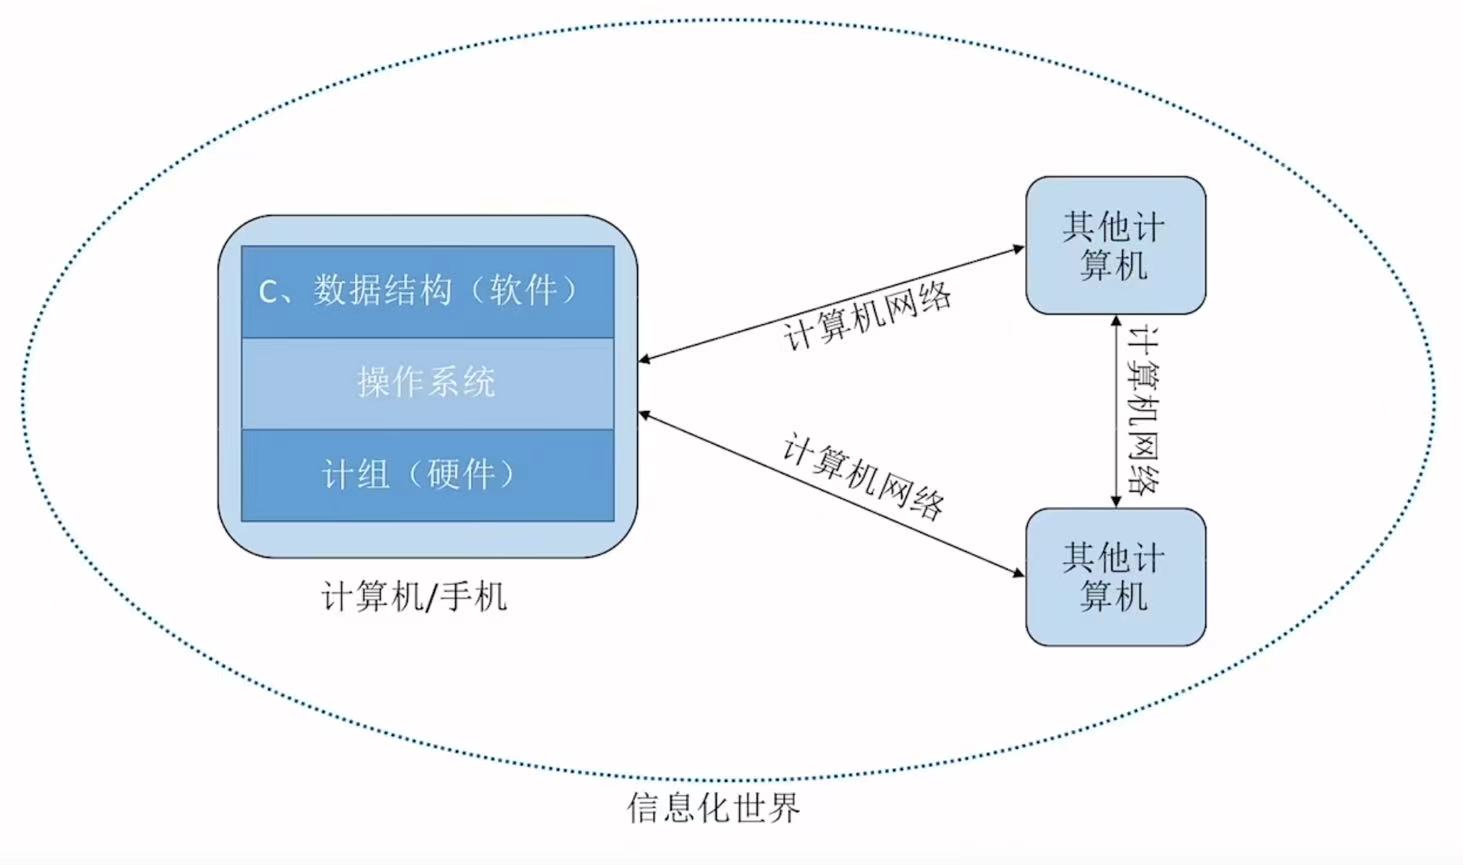 C、数据结构（软件）
操作系统
计组（硬件）
计算机/手机
计算机网络
计算机网络
其他计
算机
计算机网络
其他计
算机
信息化世界